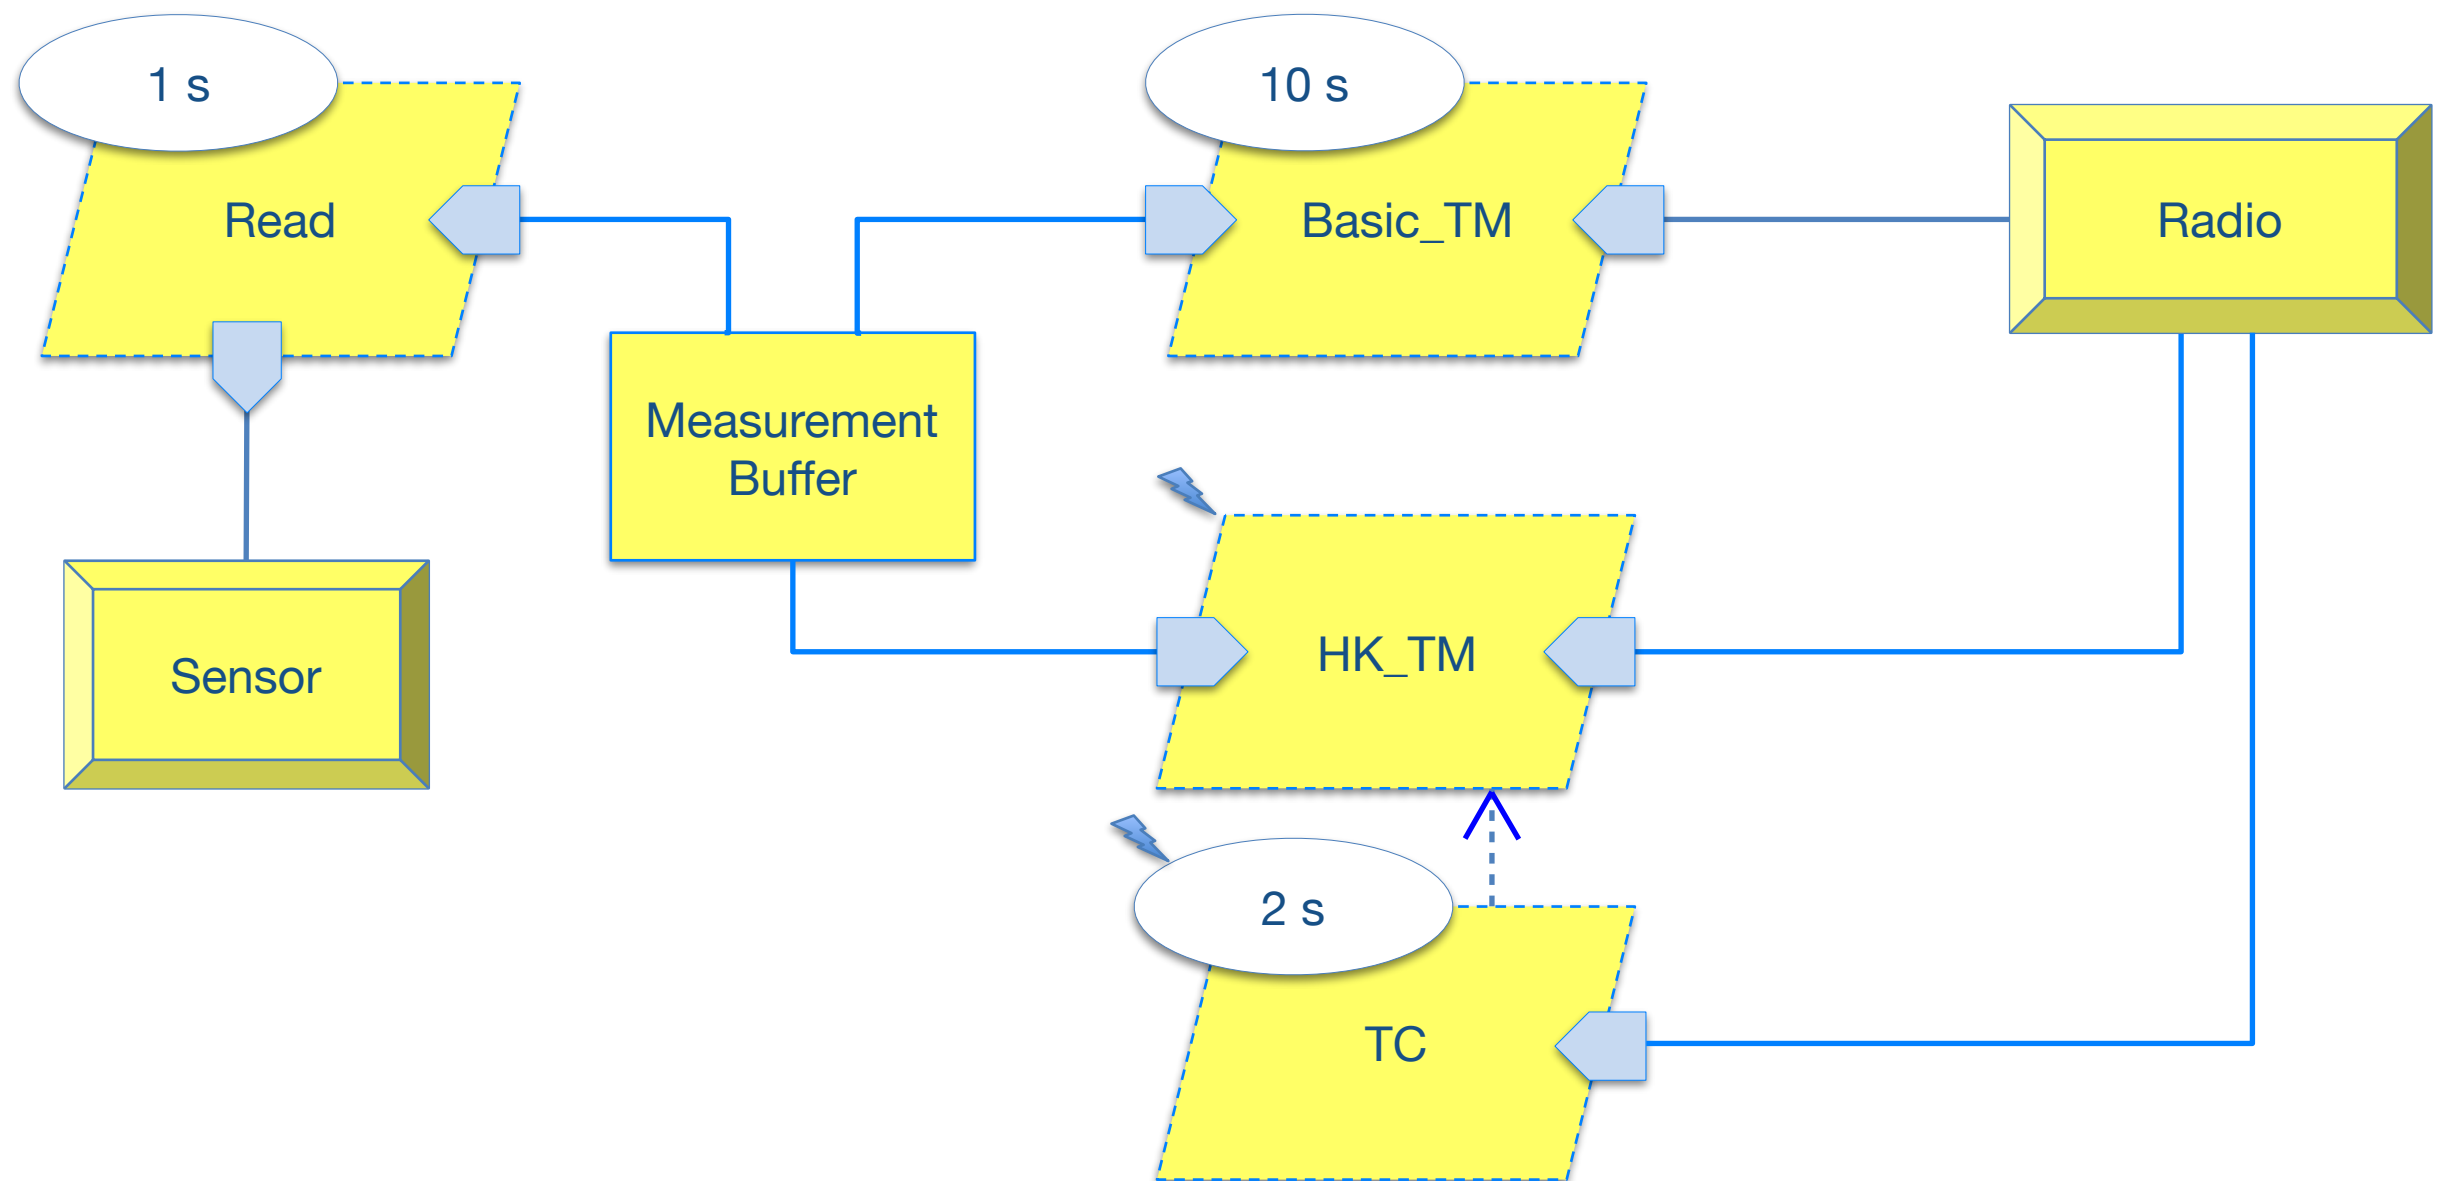 1 s
10 s
Read
Basic_TM
Radio
Measurement
Buffer
HK_TM
Sensor
2 s
TC